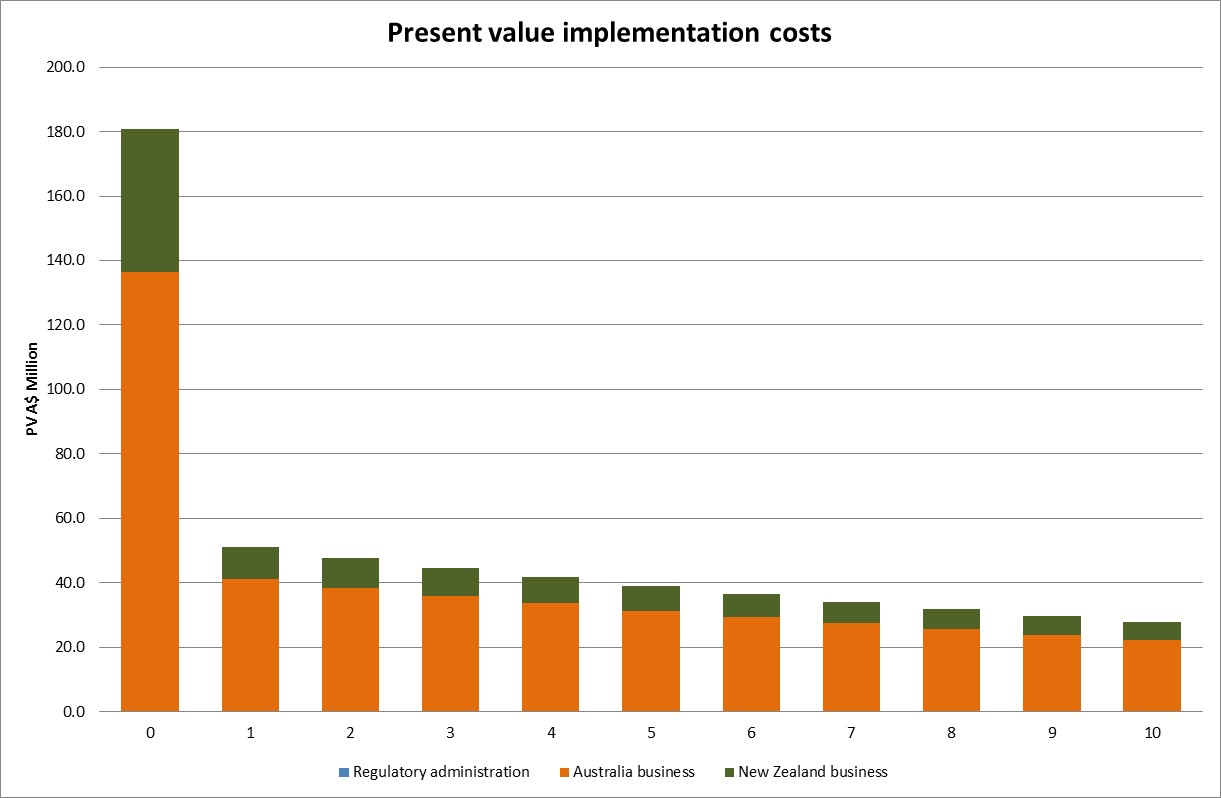 Present value implementation costs
200.0
180.0
160.0
140.0
120.0
100.0
80.0
60.0
40.0
20.0
0.0
PV A$ Million
0 1 2 3 4 5 6 7 8 9 10
Regulatory administration Australia business New Zealand business